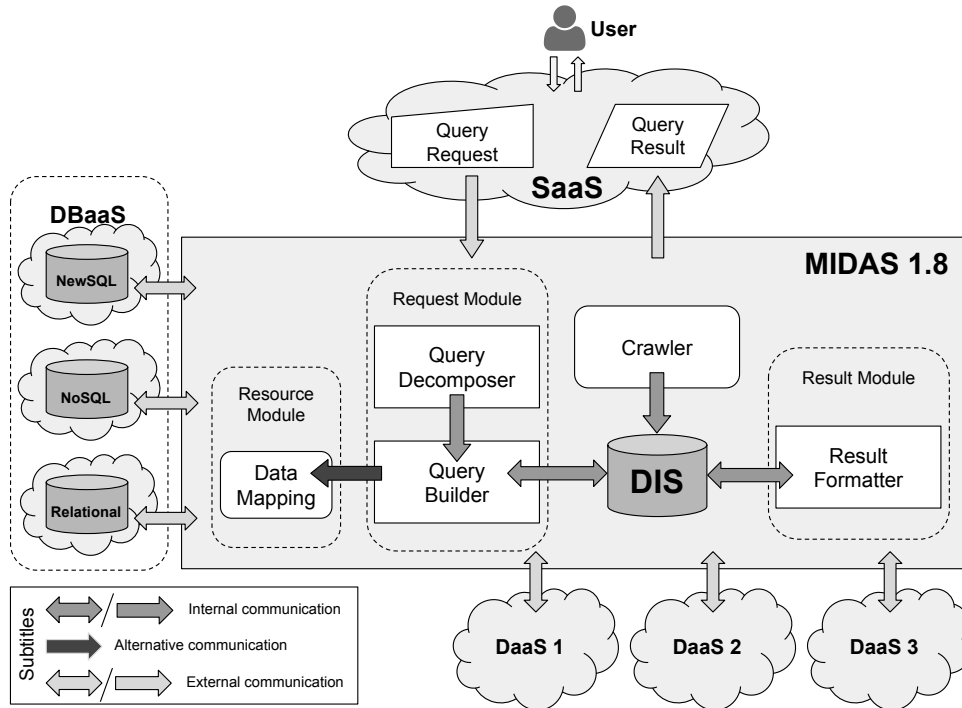 User
Query
Request
Query
Result
SaaS
DBaaS
NewSQL
NoSQL
Relational
MIDAS 1.8
Request Module
Query
Decomposer
Query
Builder
Resource
Module
Data
Mapping
Crawler
DIS
Result Module
Result
Formatter
DaaS 1
DaaS 2
DaaS 3
Subtitles
/
Internal communication
Alternative communication
/
External communication